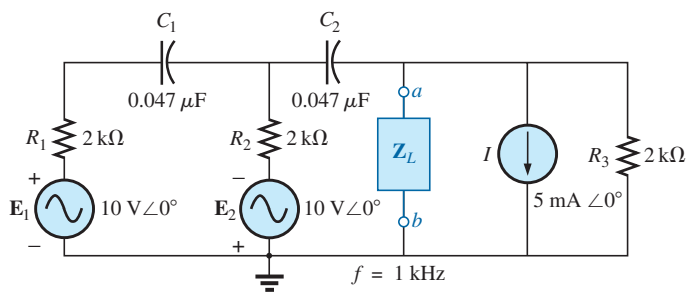 C₁
C₂
0.047 μF
0.047 μF
a
R₁
2 kΩ
R₂
2 kΩ
Z_L
I
R₃
2 kΩ
+
−
E₁
10 V∠0°
E₂
10 V∠0°
b
5 mA ∠0°
−
+
f = 1 kHz